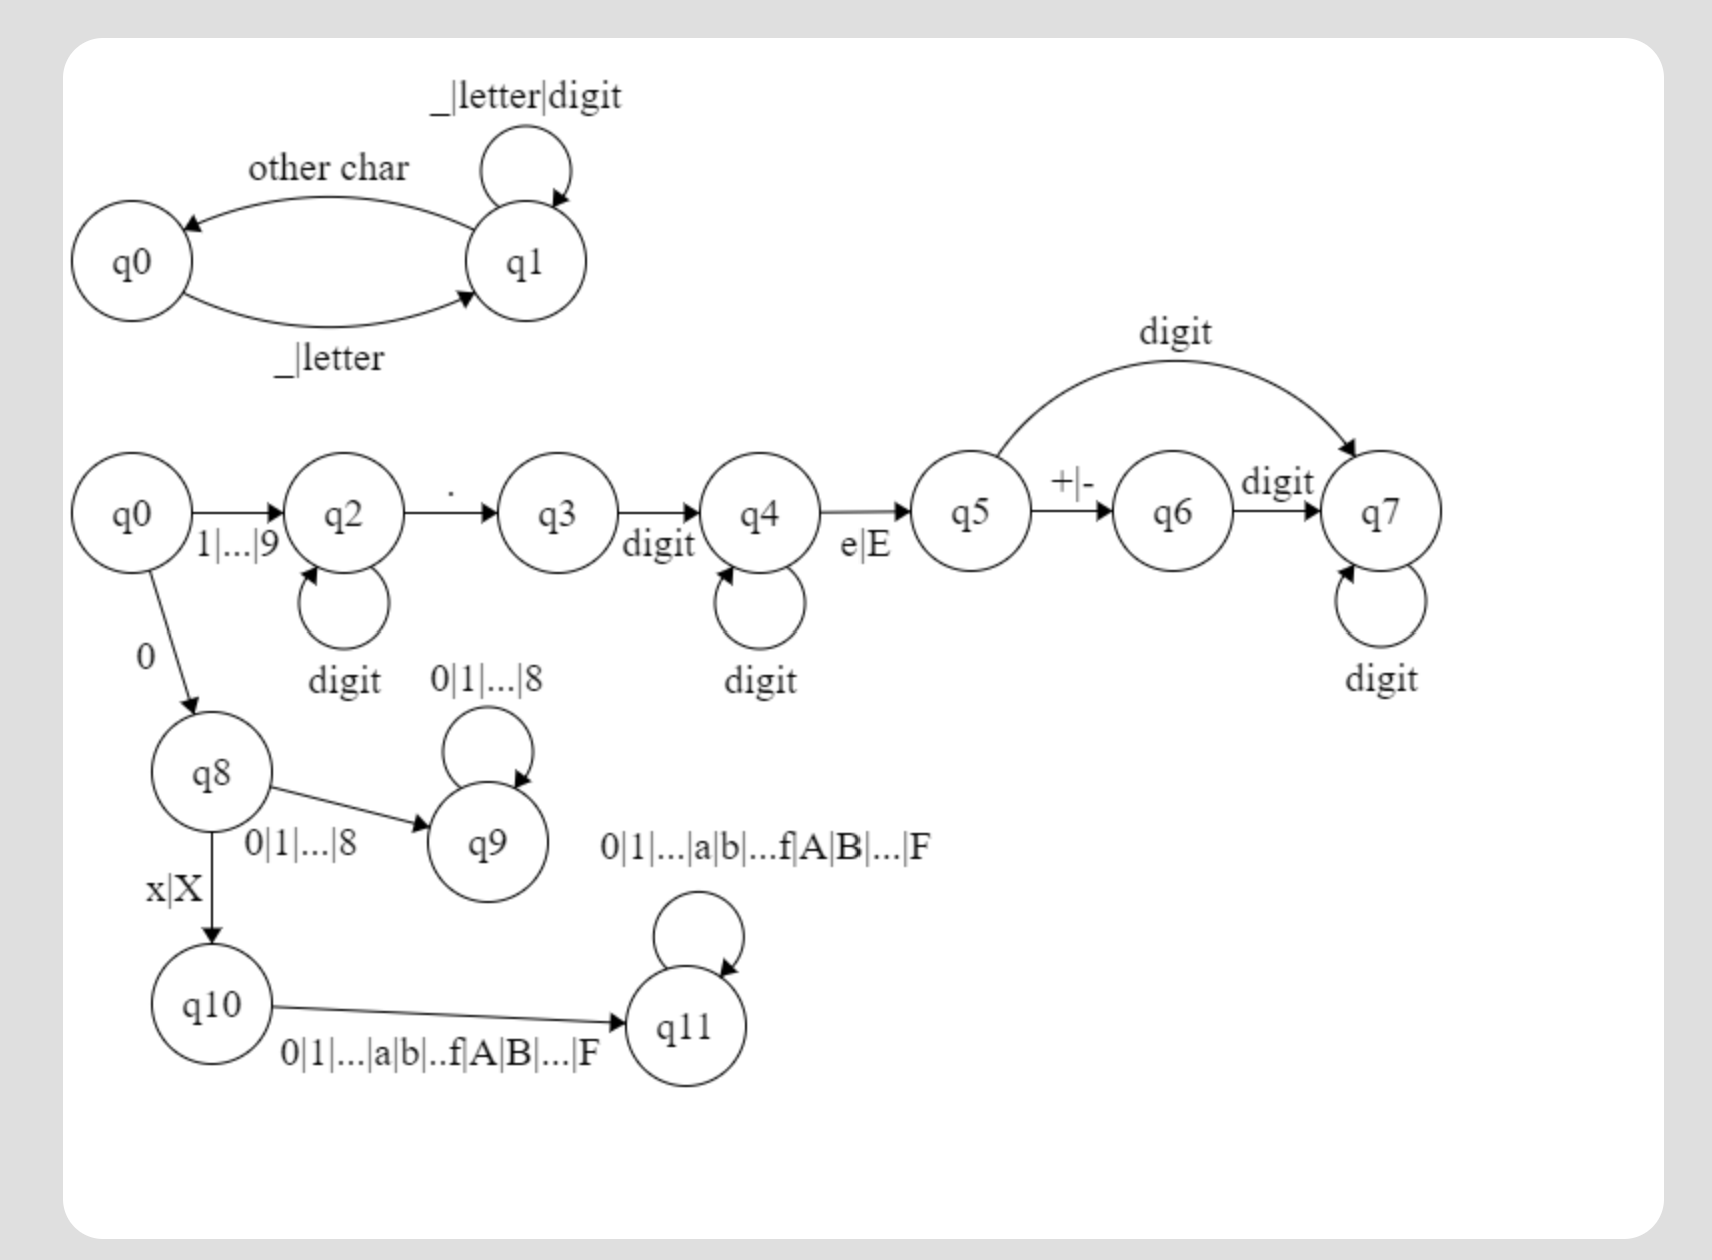 _|letter|digit
other char
q0
q1
_|letter
digit
q0
1|...|9
q2
.
q3
digit
q4
e|E
q5
+|-
q6
digit
q7
0
digit
0|1|...|8
digit
digit
q8
0|1|...|8
q9
x|X
0|1|...|a|b|...f|A|B|...|F
q10
0|1|...|a|b|..f|A|B|...|F
q11